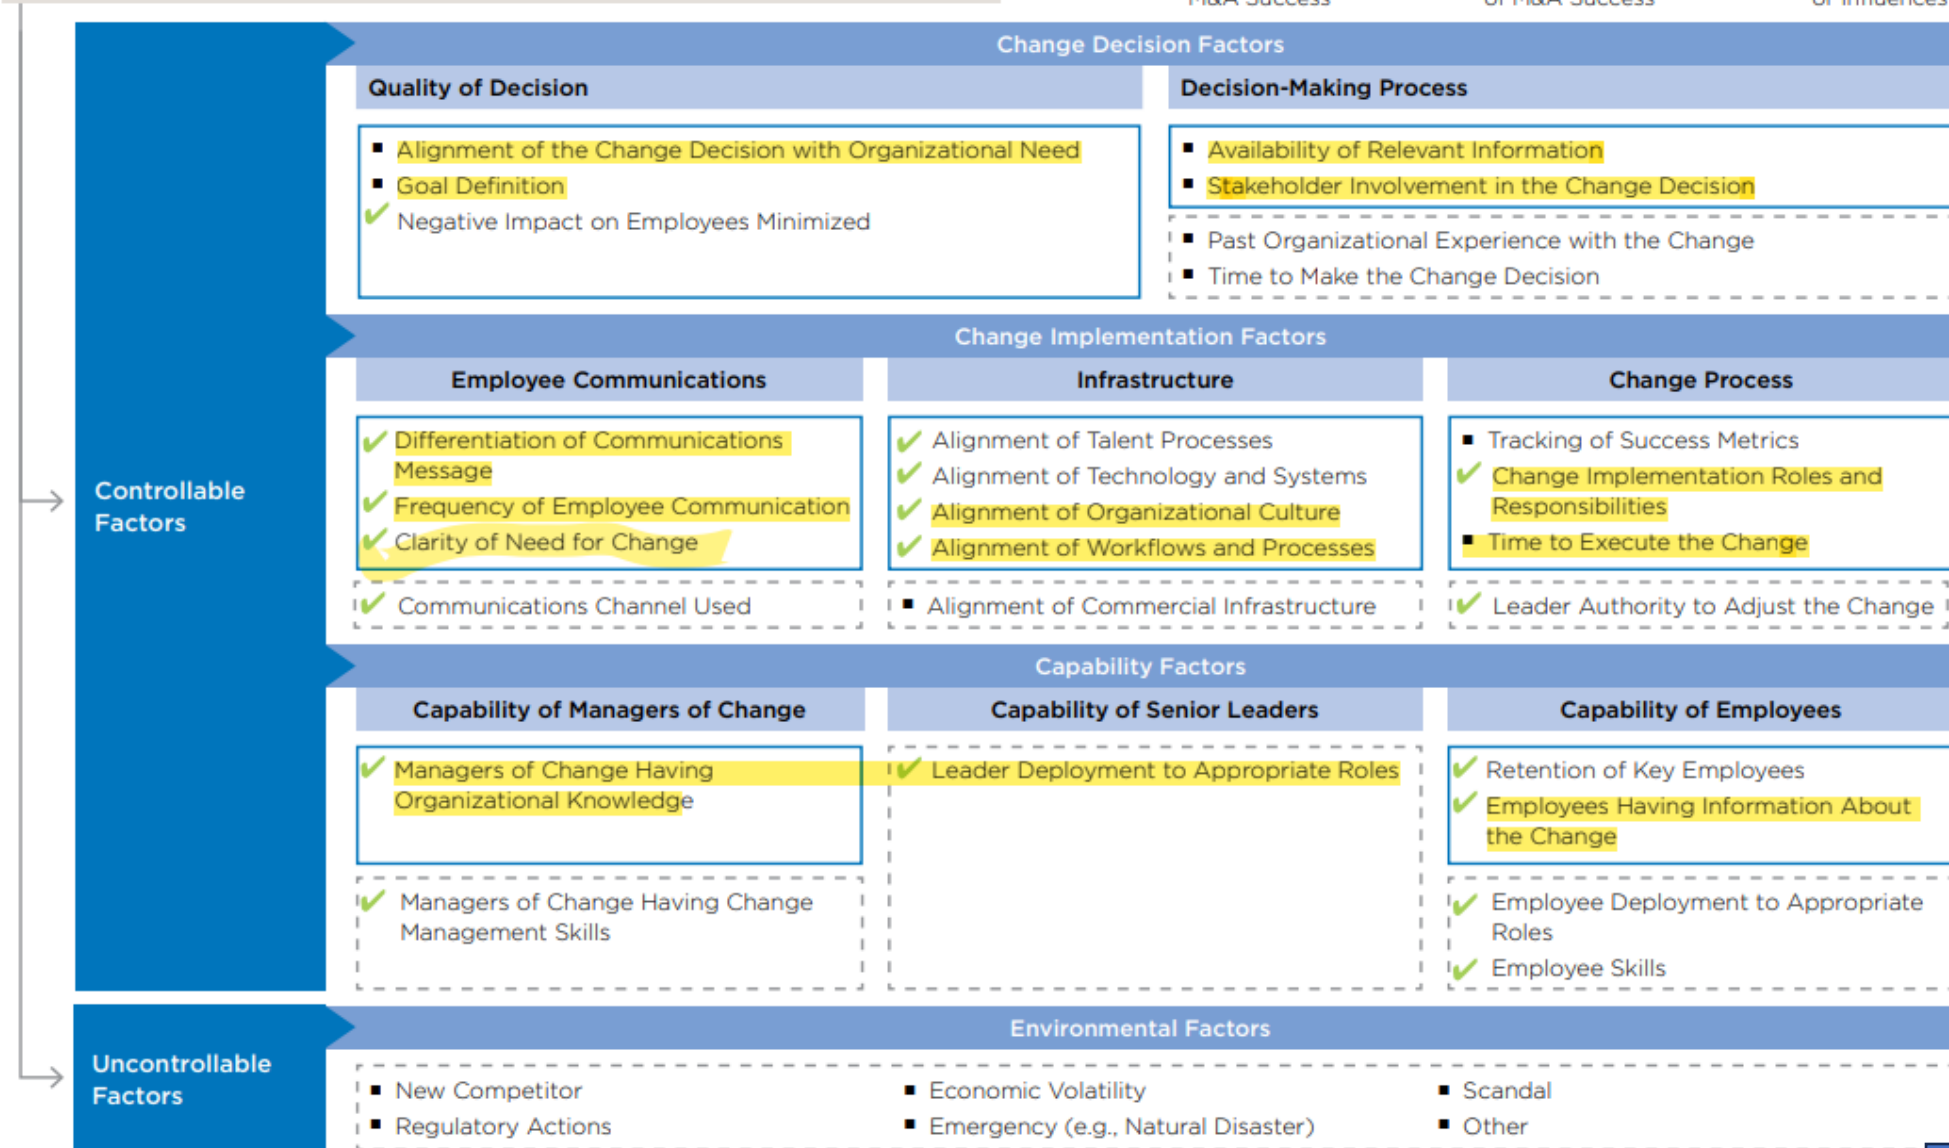 M&A Success
of M&A Success
of Influences
Change Decision Factors
Quality of Decision
Decision-Making Process
Alignment of the Change Decision with Organizational Need
Goal Definition
Negative Impact on Employees Minimized
Availability of Relevant Information
Stakeholder Involvement in the Change Decision
Past Organizational Experience with the Change
Time to Make the Change Decision
Controllable
Factors
Change Implementation Factors
Employee Communications
Infrastructure
Change Process
Differentiation of Communications
Message
Frequency of Employee Communication
Clarity of Need for Change
Communications Channel Used
Alignment of Talent Processes
Alignment of Technology and Systems
Alignment of Organizational Culture
Alignment of Workflows and Processes
Alignment of Commercial Infrastructure
Tracking of Success Metrics
Change Implementation Roles and
Responsibilities
Time to Execute the Change
Leader Authority to Adjust the Change
Capability Factors
Capability of Managers of Change
Capability of Senior Leaders
Capability of Employees
Managers of Change Having
Organizational Knowledge
Managers of Change Having Change
Management Skills
Leader Deployment to Appropriate Roles
Retention of Key Employees
Employees Having Information About
the Change
Employee Deployment to Appropriate
Roles
Employee Skills
Uncontrollable
Factors
Environmental Factors
New Competitor
Regulatory Actions
Economic Volatility
Emergency (e.g., Natural Disaster)
Scandal
Other